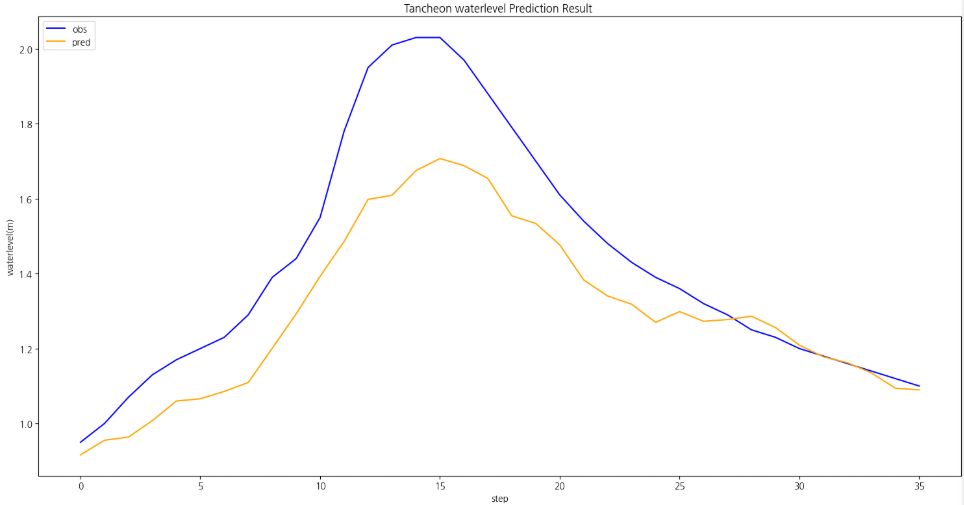 Tancheon waterlevel Prediction Result
obs
pred
2.0
1.8
1.6
1.4
1.2
1.0
waterlevel(m)
0 5 10 15 20 25 30 35
step